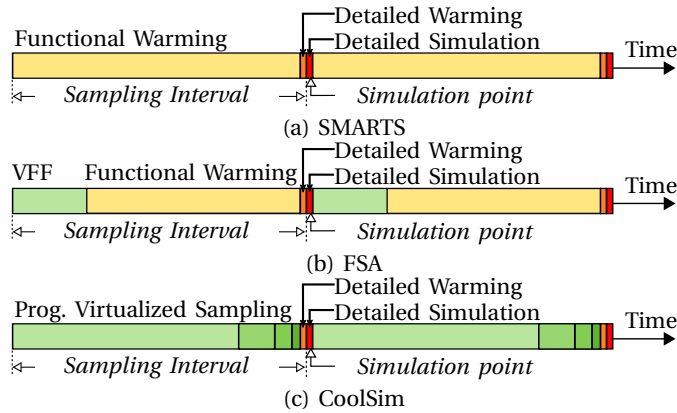 Detailed Warming
Functional Warming
Detailed Simulation
Time
Sampling Interval
Simulation point
(a) SMARTS
Detailed Warming
VFF
Functional Warming
Detailed Simulation
Time
Sampling Interval
Simulation point
(b) FSA
Detailed Warming
Prog. Virtualized Sampling
Detailed Simulation
Time
Sampling Interval
Simulation point
(c) CoolSim